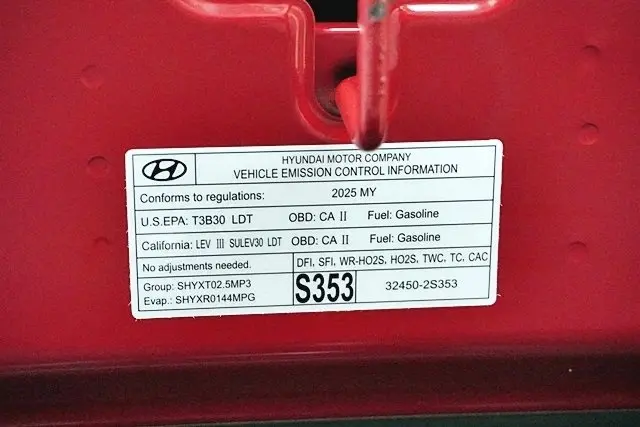 HYUNDAI MOTOR COMPANY
VEHICLE EMISSION CONTROL INFORMATION
Conforms to regulations: 2025 MY
U.S.EPA: T3B30 LDT OBD: CA II Fuel: Gasoline
California: LEV III SULEV30 LDT OBD: CA II Fuel: Gasoline
No adjustments needed. DFI, SFI, WR-HO2S, HO2S, TWC, TC, CAC
Group: SHYXT02.5MP3 S353 32450-2S353
Evap.: SHYXR0144MPG